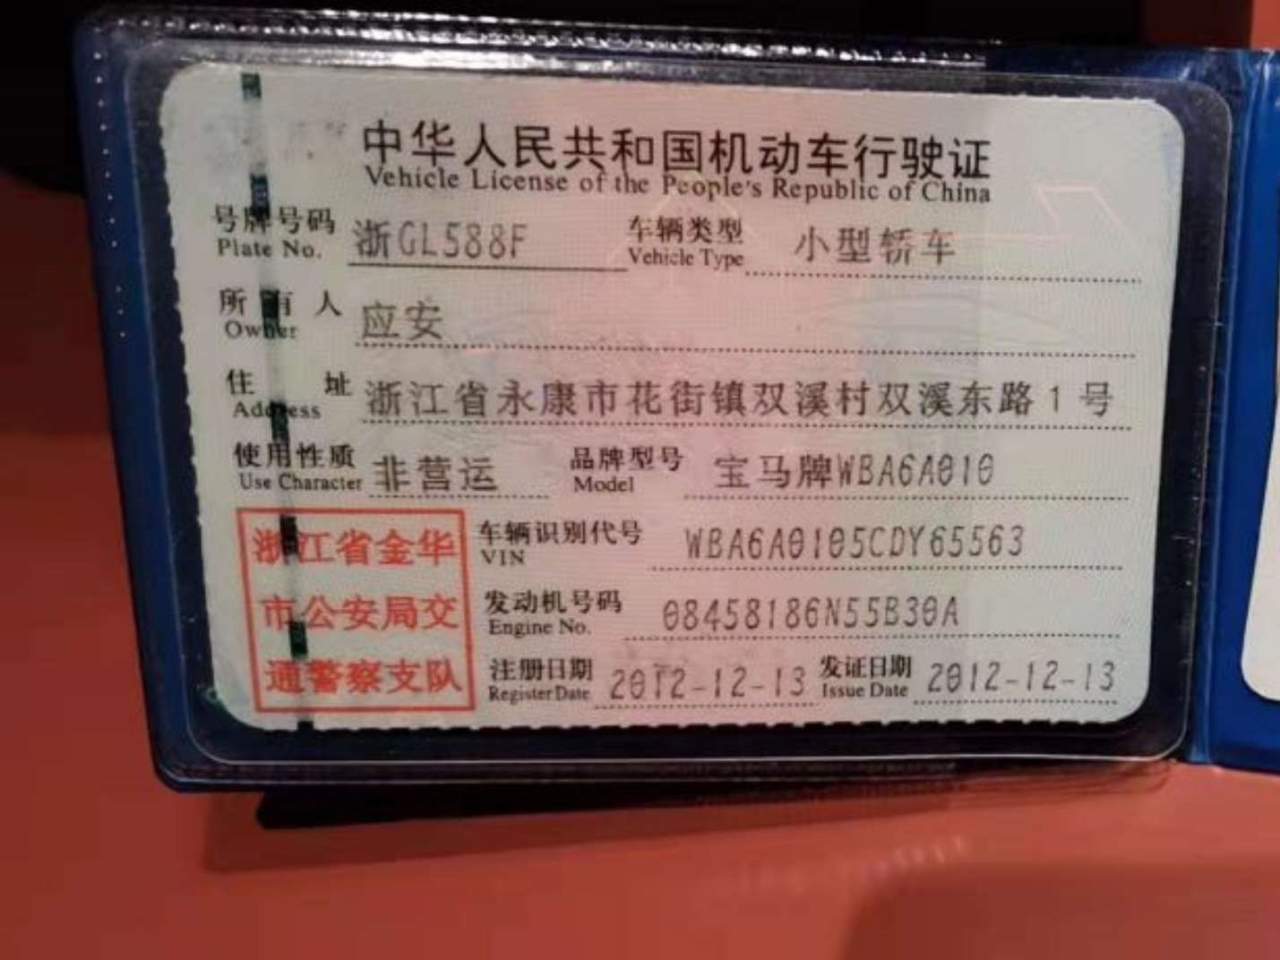 中华人民共和国机动车行驶证
Vehicle License of the People's Republic of China
号牌号码 浙GL588F 车辆类型 小型轿车
Plate No. Vehicle Type
所有人 应安
Owner
住址 浙江省永康市花街镇双溪村双溪东路1号
Address
使用性质 非营运 品牌型号 宝马牌WBA6A010
Use Character Model
浙江省金华
市公安局交
通警察支队
车辆识别代号 WBA6A0105CDY65563
VIN
发动机号码 08458186N55B30A
Engine No.
注册日期 2012-12-13 发证日期 2012-12-13
Register Date Issue Date